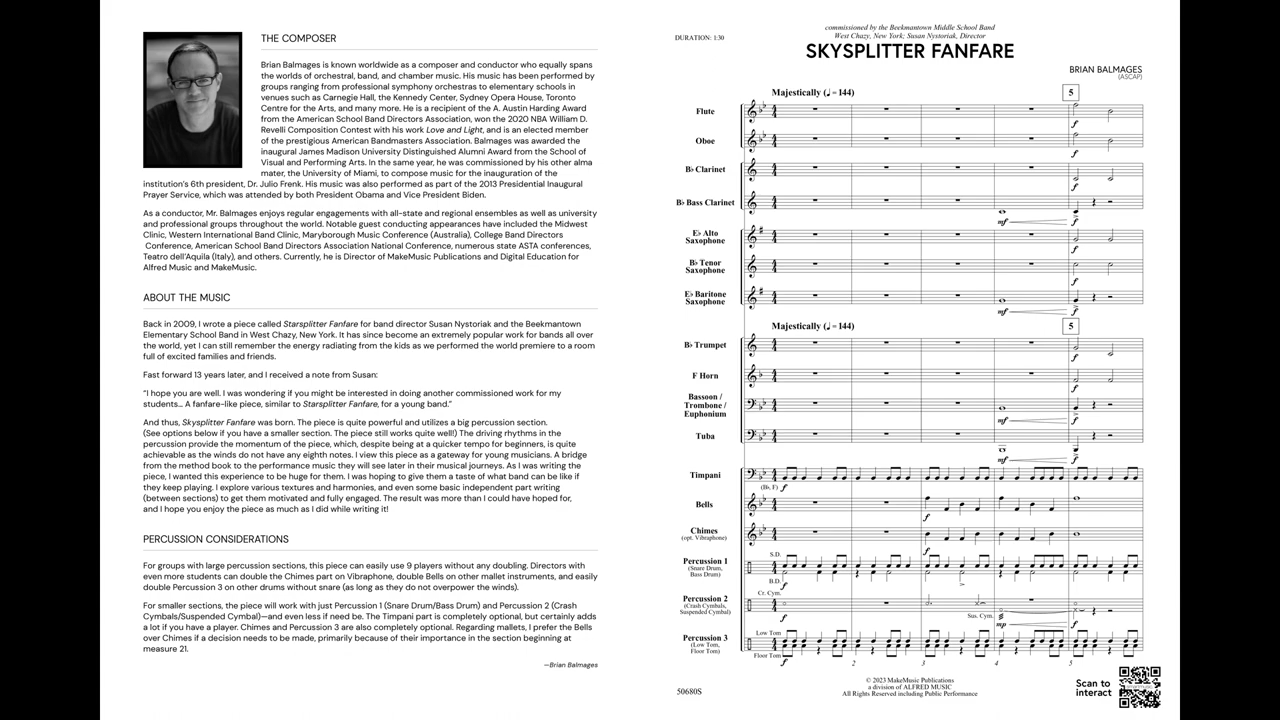 THE COMPOSER
Brian Balmages is known worldwide as a composer and conductor who equally spans
the worlds of orchestral, band, and chamber music. His music has been performed by
groups ranging from professional symphony orchestras to elementary schools in
venues such as Carnegie Hall, the Kennedy Center, Sydney Opera House, Toronto
Centre for the Arts, and many more. He is a recipient of the A. Austin Harding Award
from the American School Band Directors Association, won the 2020 NBA William D.
Revelli Composition Contest with his work Love and Light, and is an elected member
of the prestigious American Bandmasters Association. Balmages was awarded the
inaugural James Madison University Distinguished Alumni Award from the School of
Visual and Performing Arts. In the same year, he was commissioned by his other alma
mater, the University of Miami, to compose music for the inauguration of the
institution's 6th president, Dr. Julio Frenk. His music was also performed as part of the 2013 Presidential Inaugural
Prayer Service, which was attended by both President Obama and Vice President Biden.
As a conductor, Mr. Balmages enjoys regular engagements with all-state and regional ensembles as well as university
and professional groups throughout the world. Notable guest conducting appearances have included the Midwest
Clinic, Western International Band Clinic, Maryborough Music Conference (Australia), College Band Directors
Conference, American School Band Directors Association National Conference, numerous state ASTA conferences,
Teatro dell'Aquila (Italy), and others. Currently, he is Director of MakeMusic Publications and Digital Education for
Alfred Music and MakeMusic.
ABOUT THE MUSIC
Back in 2009, I wrote a piece called Starsplitter Fanfare for band director Susan Nystoriak and the Beekmantown
Elementary School Band in West Chazy, New York. It has since become an extremely popular work for bands all over
the world, yet I can still remember the energy radiating from the kids as we performed the world premiere to a room
full of excited families and friends.
Fast forward 13 years later, and I received a note from Susan:
"I hope you are well. I was wondering if you might be interested in doing another commissioned work for my
students... A fanfare-like piece, similar to Starsplitter Fanfare, for a young band."
And thus, Skysplitter Fanfare was born. The piece is quite powerful and utilizes a big percussion section.
(See options below if you have a smaller section. The piece still works quite well!) The driving rhythms in the
percussion provide the momentum of the piece, which, despite being at a quicker tempo for beginners, is quite
achievable as the winds do not have any eighth notes. I view this piece as a gateway for young musicians. A bridge
from the method book to the performance music they will see later in their musical journeys. As I was writing the
piece, I wanted this experience to be huge for them. I was hoping to give them a taste of what band can be like if
they keep playing. I explore various textures and harmonies, and even some basic independent part writing
(between sections) to get them motivated and fully engaged. The result was more than I could have hoped for,
and I hope you enjoy the piece as much as I did while writing it!
PERCUSSION CONSIDERATIONS
For groups with large percussion sections, this piece can easily use 9 players without any doubling. Directors with
even more students can double the Chimes part on Vibraphone, double Bells on other mallet instruments, and easily
double Percussion 3 on other drums without snare (as long as they do not overpower the winds).
For smaller sections, the piece will work with just Percussion 1 (Snare Drum/Bass Drum) and Percussion 2 (Crash
Cymbals/Suspended Cymbal)—and even less if need be. The Timpani part is completely optional, but certainly adds
a lot if you have a player. Chimes and Percussion 3 are also completely optional. Regarding mallets, I prefer the Bells
over Chimes if a decision needs to be made, primarily because of their importance in the section beginning at
measure 21.
—Brian Balmages
commissioned by the Beekmantown Middle School Band
West Chazy, New York; Susan Nystoriak, Director
DURATION: 1:30
SKYSPLITTER FANFARE
BRIAN BALMAGES
(ASCAP)
Majestically (♩ = 144)
5
Flute
f
Oboe
f
B♭ Clarinet
f
B♭ Bass Clarinet
mf f
E♭ Alto
Saxophone
f
B♭ Tenor
Saxophone
f
E♭ Baritone
Saxophone
mf f
Majestically (♩ = 144)
5
B♭ Trumpet
f
F Horn
f
Bassoon /
Trombone /
Euphonium
mf f
Tuba
mf f
Timpani
(B♭, F) f
Bells
f
Chimes
(opt. Vibraphone)
f
Percussion 1
(Snare Drum,
Bass Drum)
S.D.
B.D. f
Percussion 2
(Crash Cymbals,
Suspended Cymbal)
Cr. Cym.
f
Sus. Cym.
mp f
Percussion 3
(Low Tom,
Floor Tom)
Low Tom
Floor Tom f
2 3 4 5
© 2023 MakeMusic Publications
a division of ALFRED MUSIC
All Rights Reserved including Public Performance
50680S
Scan to
interact